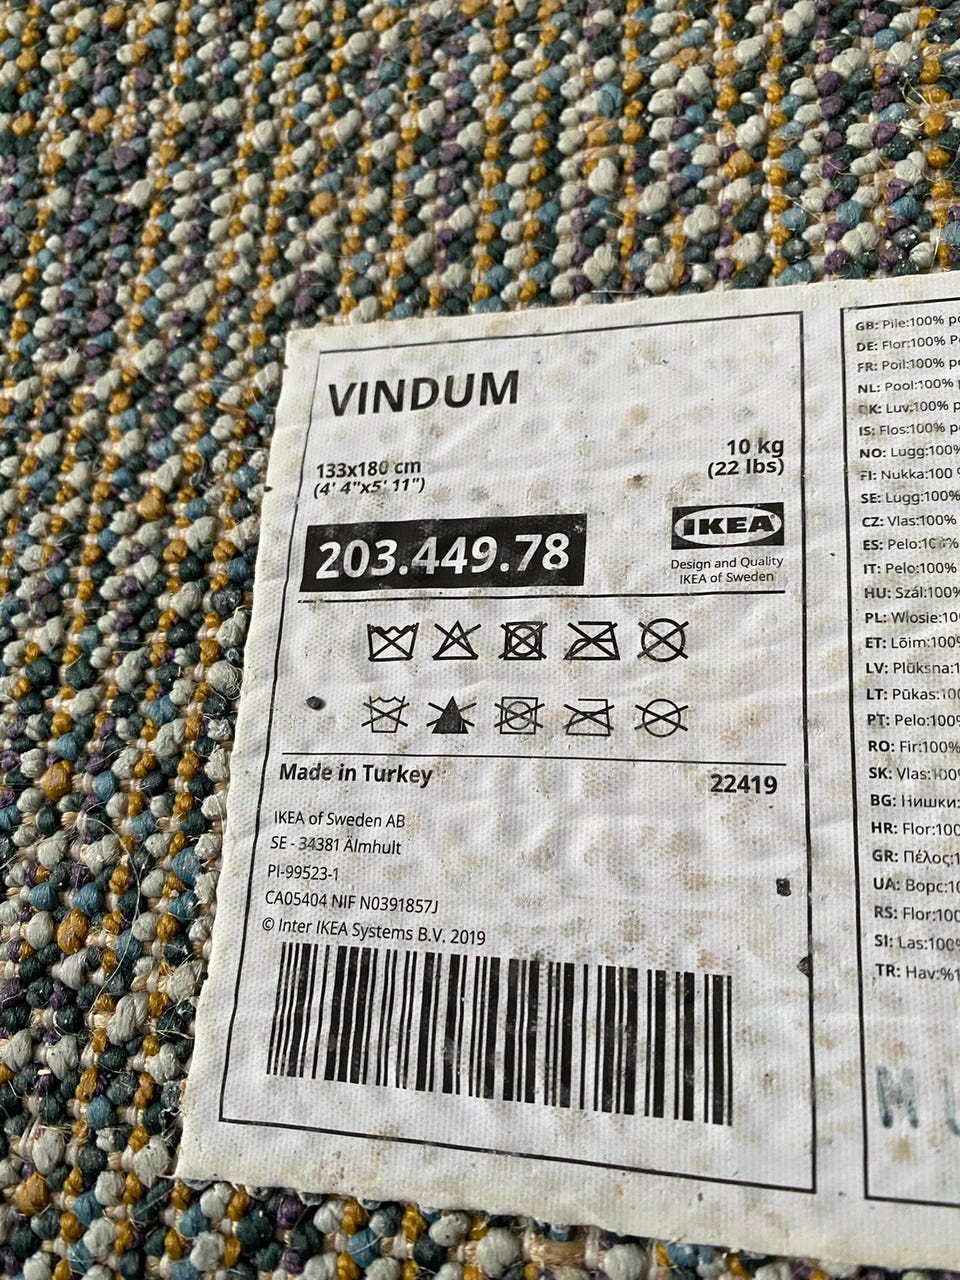 VINDUM
133x180 cm
(4' 4"x5' 11")
10 kg
(22 lbs)
203.449.78
IKEA
Design and Quality
IKEA of Sweden
Made in Turkey
22419
IKEA of Sweden AB
SE - 34381 Älmhult
PI-99523-1
CA05404 NIF N0391857J
© Inter IKEA Systems B.V. 2019
GB: Pile:100%
DE: Flor:100%
FR: Poil:100%
NL: Pool:100%
DK: Luv:100%
IS: Flos:100%
NO: Lugg:100%
FI: Nukka:100
SE: Lugg:100%
CZ: Vlas:100%
ES: Pelo:100%
IT: Pelo:100%
HU: Szál:100%
PL: Wlosie:10
ET: Lõim:100%
LV: Plūksna:1
LT: Pūkas:100
PT: Pelo:100%
RO: Fir:100%
SK: Vlas:100%
BG: Нишки:
HR: Flor:100
GR: Πέλος:1
UA: Ворс:10
RS: Flor:100
SI: Las:100%
TR: Hav:%1